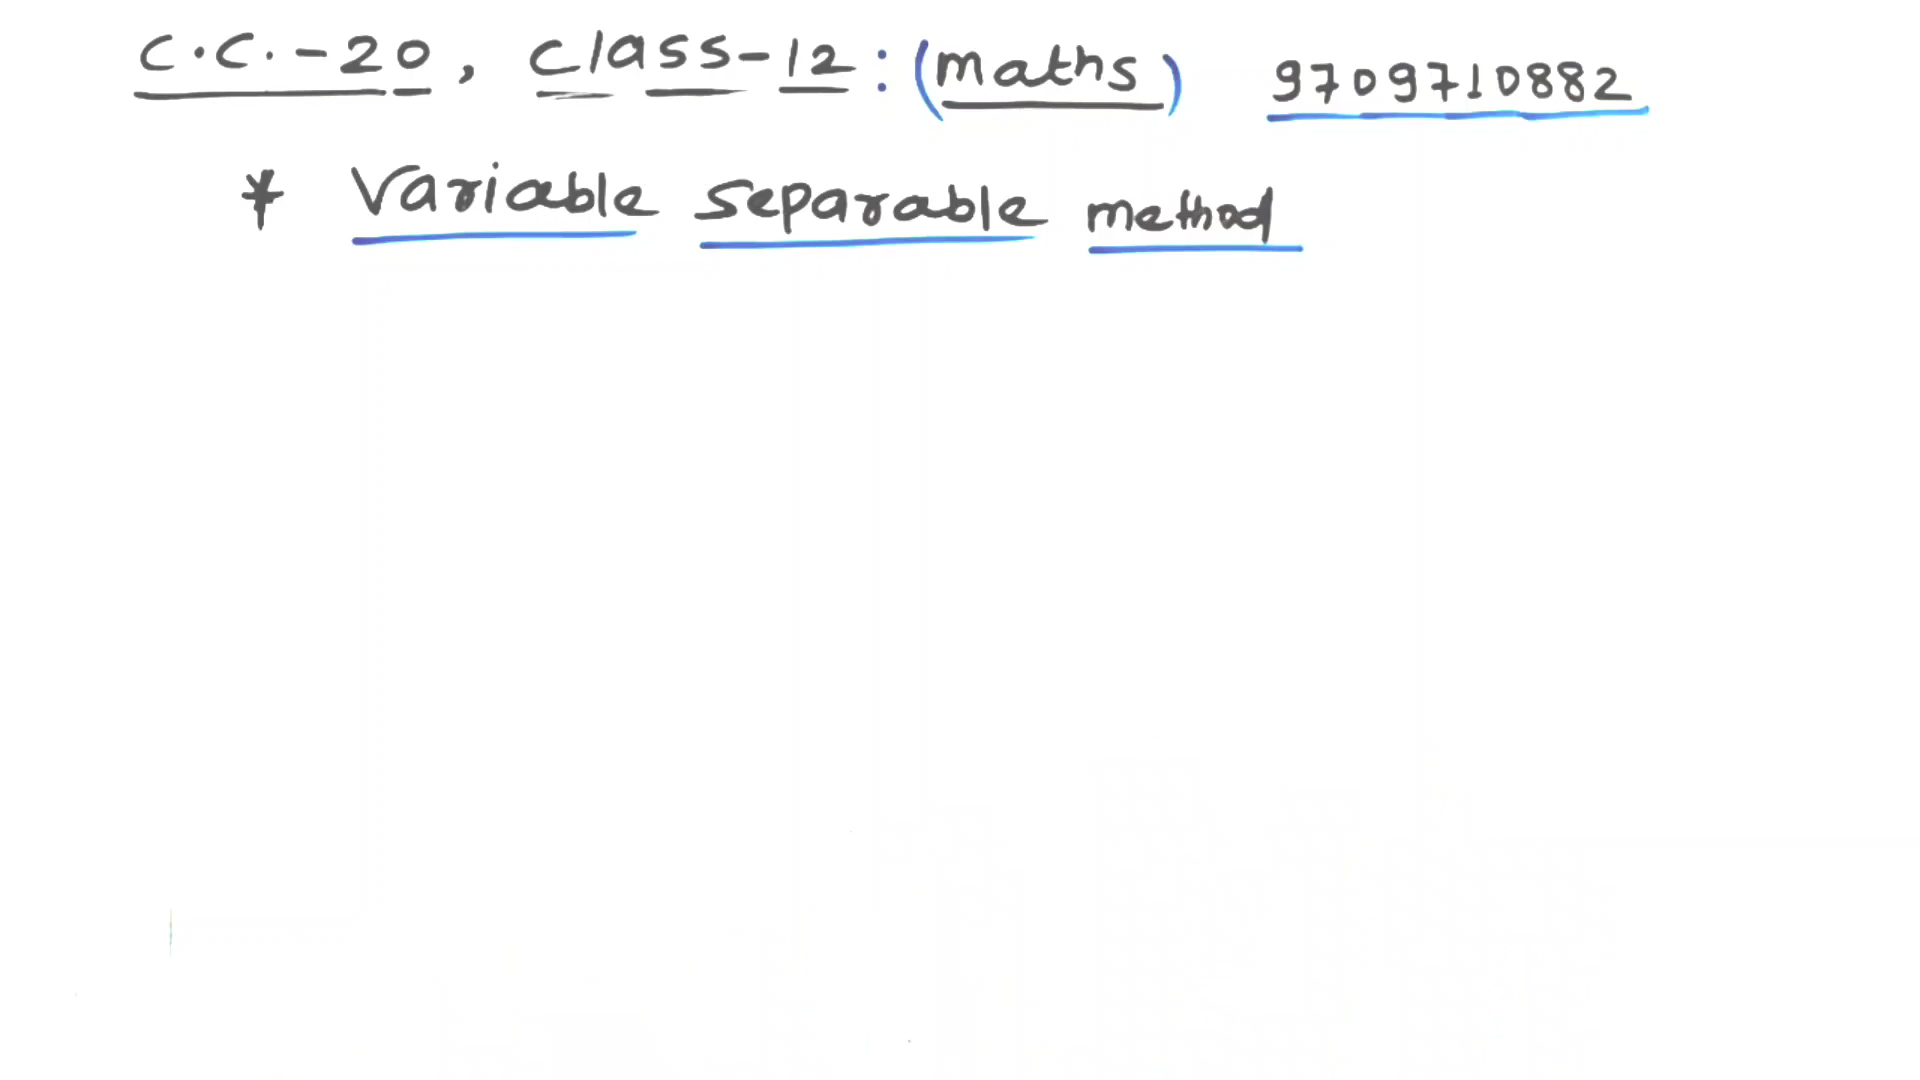 C.C.-20, Class-12: (maths) 9709710882
* Variable separable method